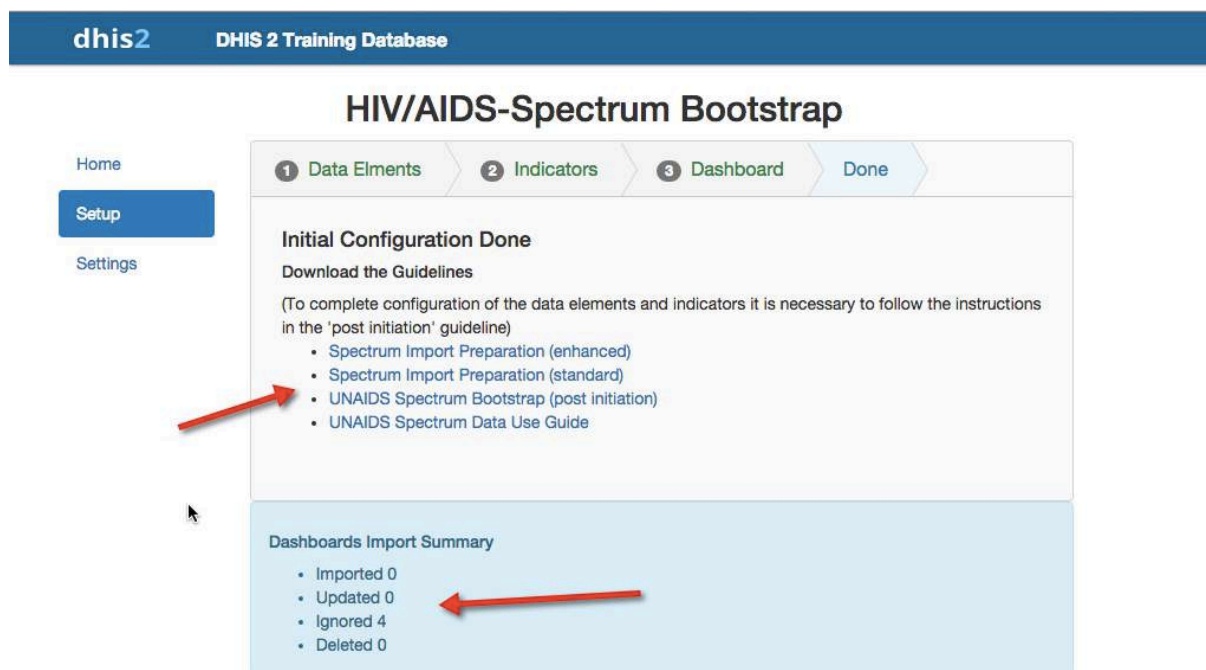 dhis2 DHIS 2 Training Database
HIV/AIDS-Spectrum Bootstrap
Home
Setup
Settings
1 Data Elments 2 Indicators 3 Dashboard Done
Initial Configuration Done
Download the Guidelines
(To complete configuration of the data elements and indicators it is necessary to follow the instructions
in the 'post initiation' guideline)
• Spectrum Import Preparation (enhanced)
• Spectrum Import Preparation (standard)
• UNAIDS Spectrum Bootstrap (post initiation)
• UNAIDS Spectrum Data Use Guide
Dashboards Import Summary
• Imported 0
• Updated 0
• Ignored 4
• Deleted 0